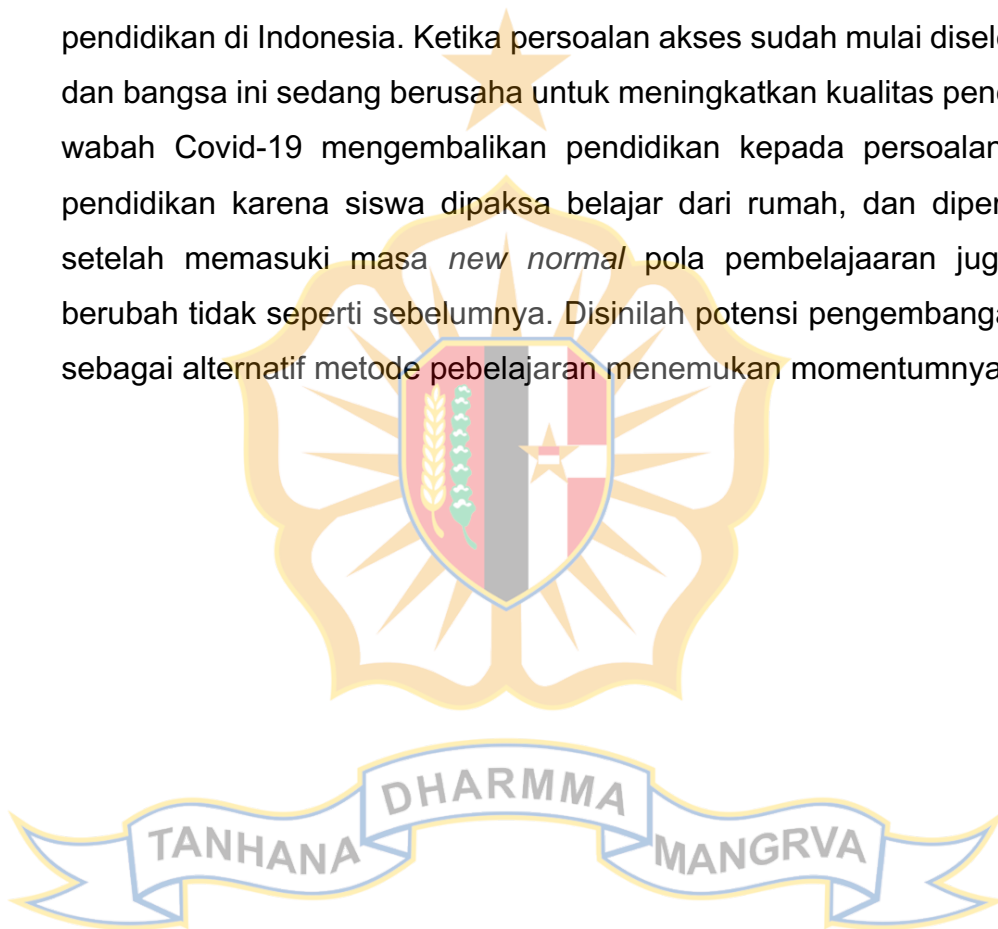 pendidikan di Indonesia. Ketika persoalan akses sudah mulai
dan bangsa ini sedang berusaha untuk meningkatkan kualitas
wabah Covid-19 mengembalikan pendidikan kepada persoalan
pendidikan karena siswa dipaksa belajar dari rumah, dan
setelah memasuki masa new normal pola pembelajaaran
berubah tidak seperti sebelumnya. Disinilah potensi
sebagai alternatif metode pebelajaran menemukan momentumnya
TANHANA DHARMMA MANGRVA